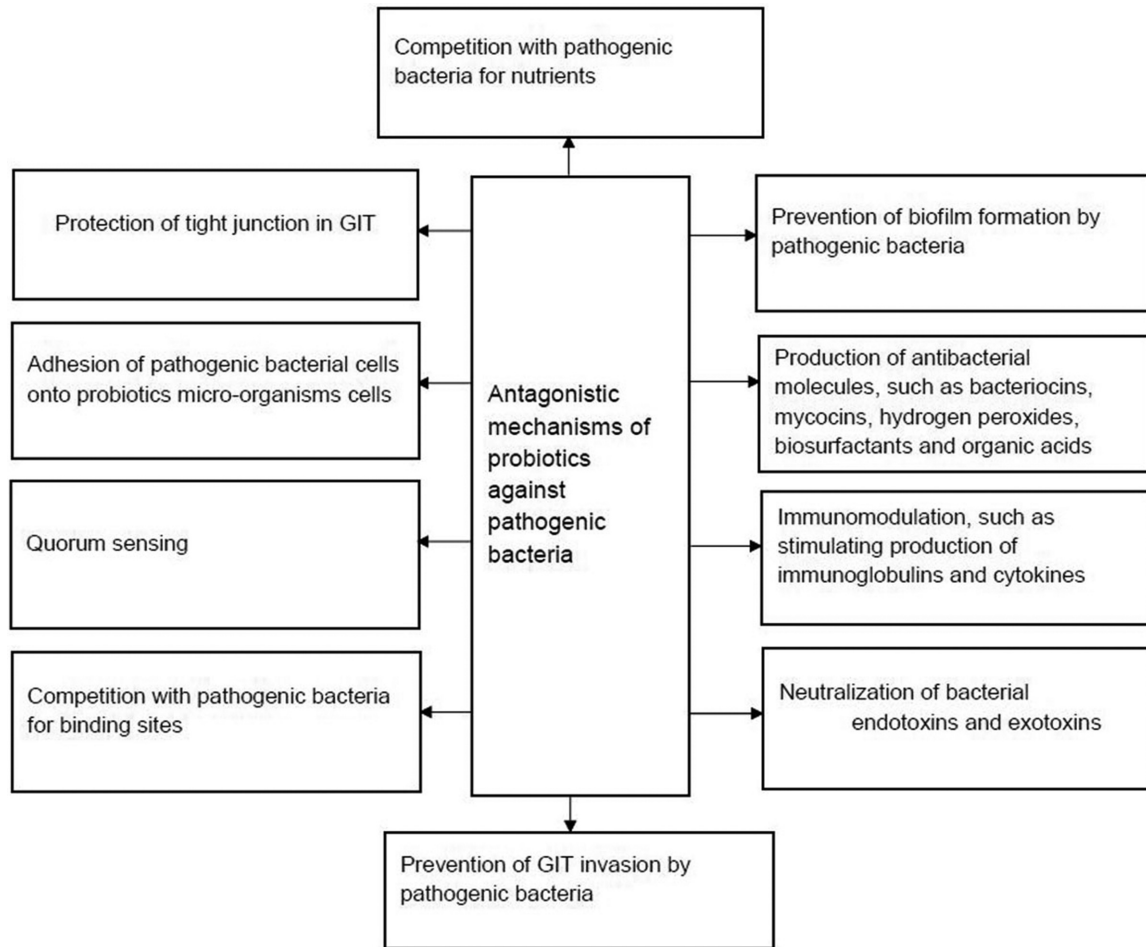 Competition with pathogenic
bacteria for nutrients
Protection of tight junction in GIT
Adhesion of pathogenic bacterial cells
onto probiotics micro-organisms cells
Quorum sensing
Competition with pathogenic bacteria
for binding sites
Antagonistic
mechanisms of
probiotics
against
pathogenic
bacteria
Prevention of biofilm formation by
pathogenic bacteria
Production of antibacterial
molecules, such as bacteriocins,
mycocins, hydrogen peroxides,
biosurfactants and organic acids
Immunomodulation, such as
stimulating production of
immunoglobulins and cytokines
Neutralization of bacterial
endotoxins and exotoxins
Prevention of GIT invasion by
pathogenic bacteria